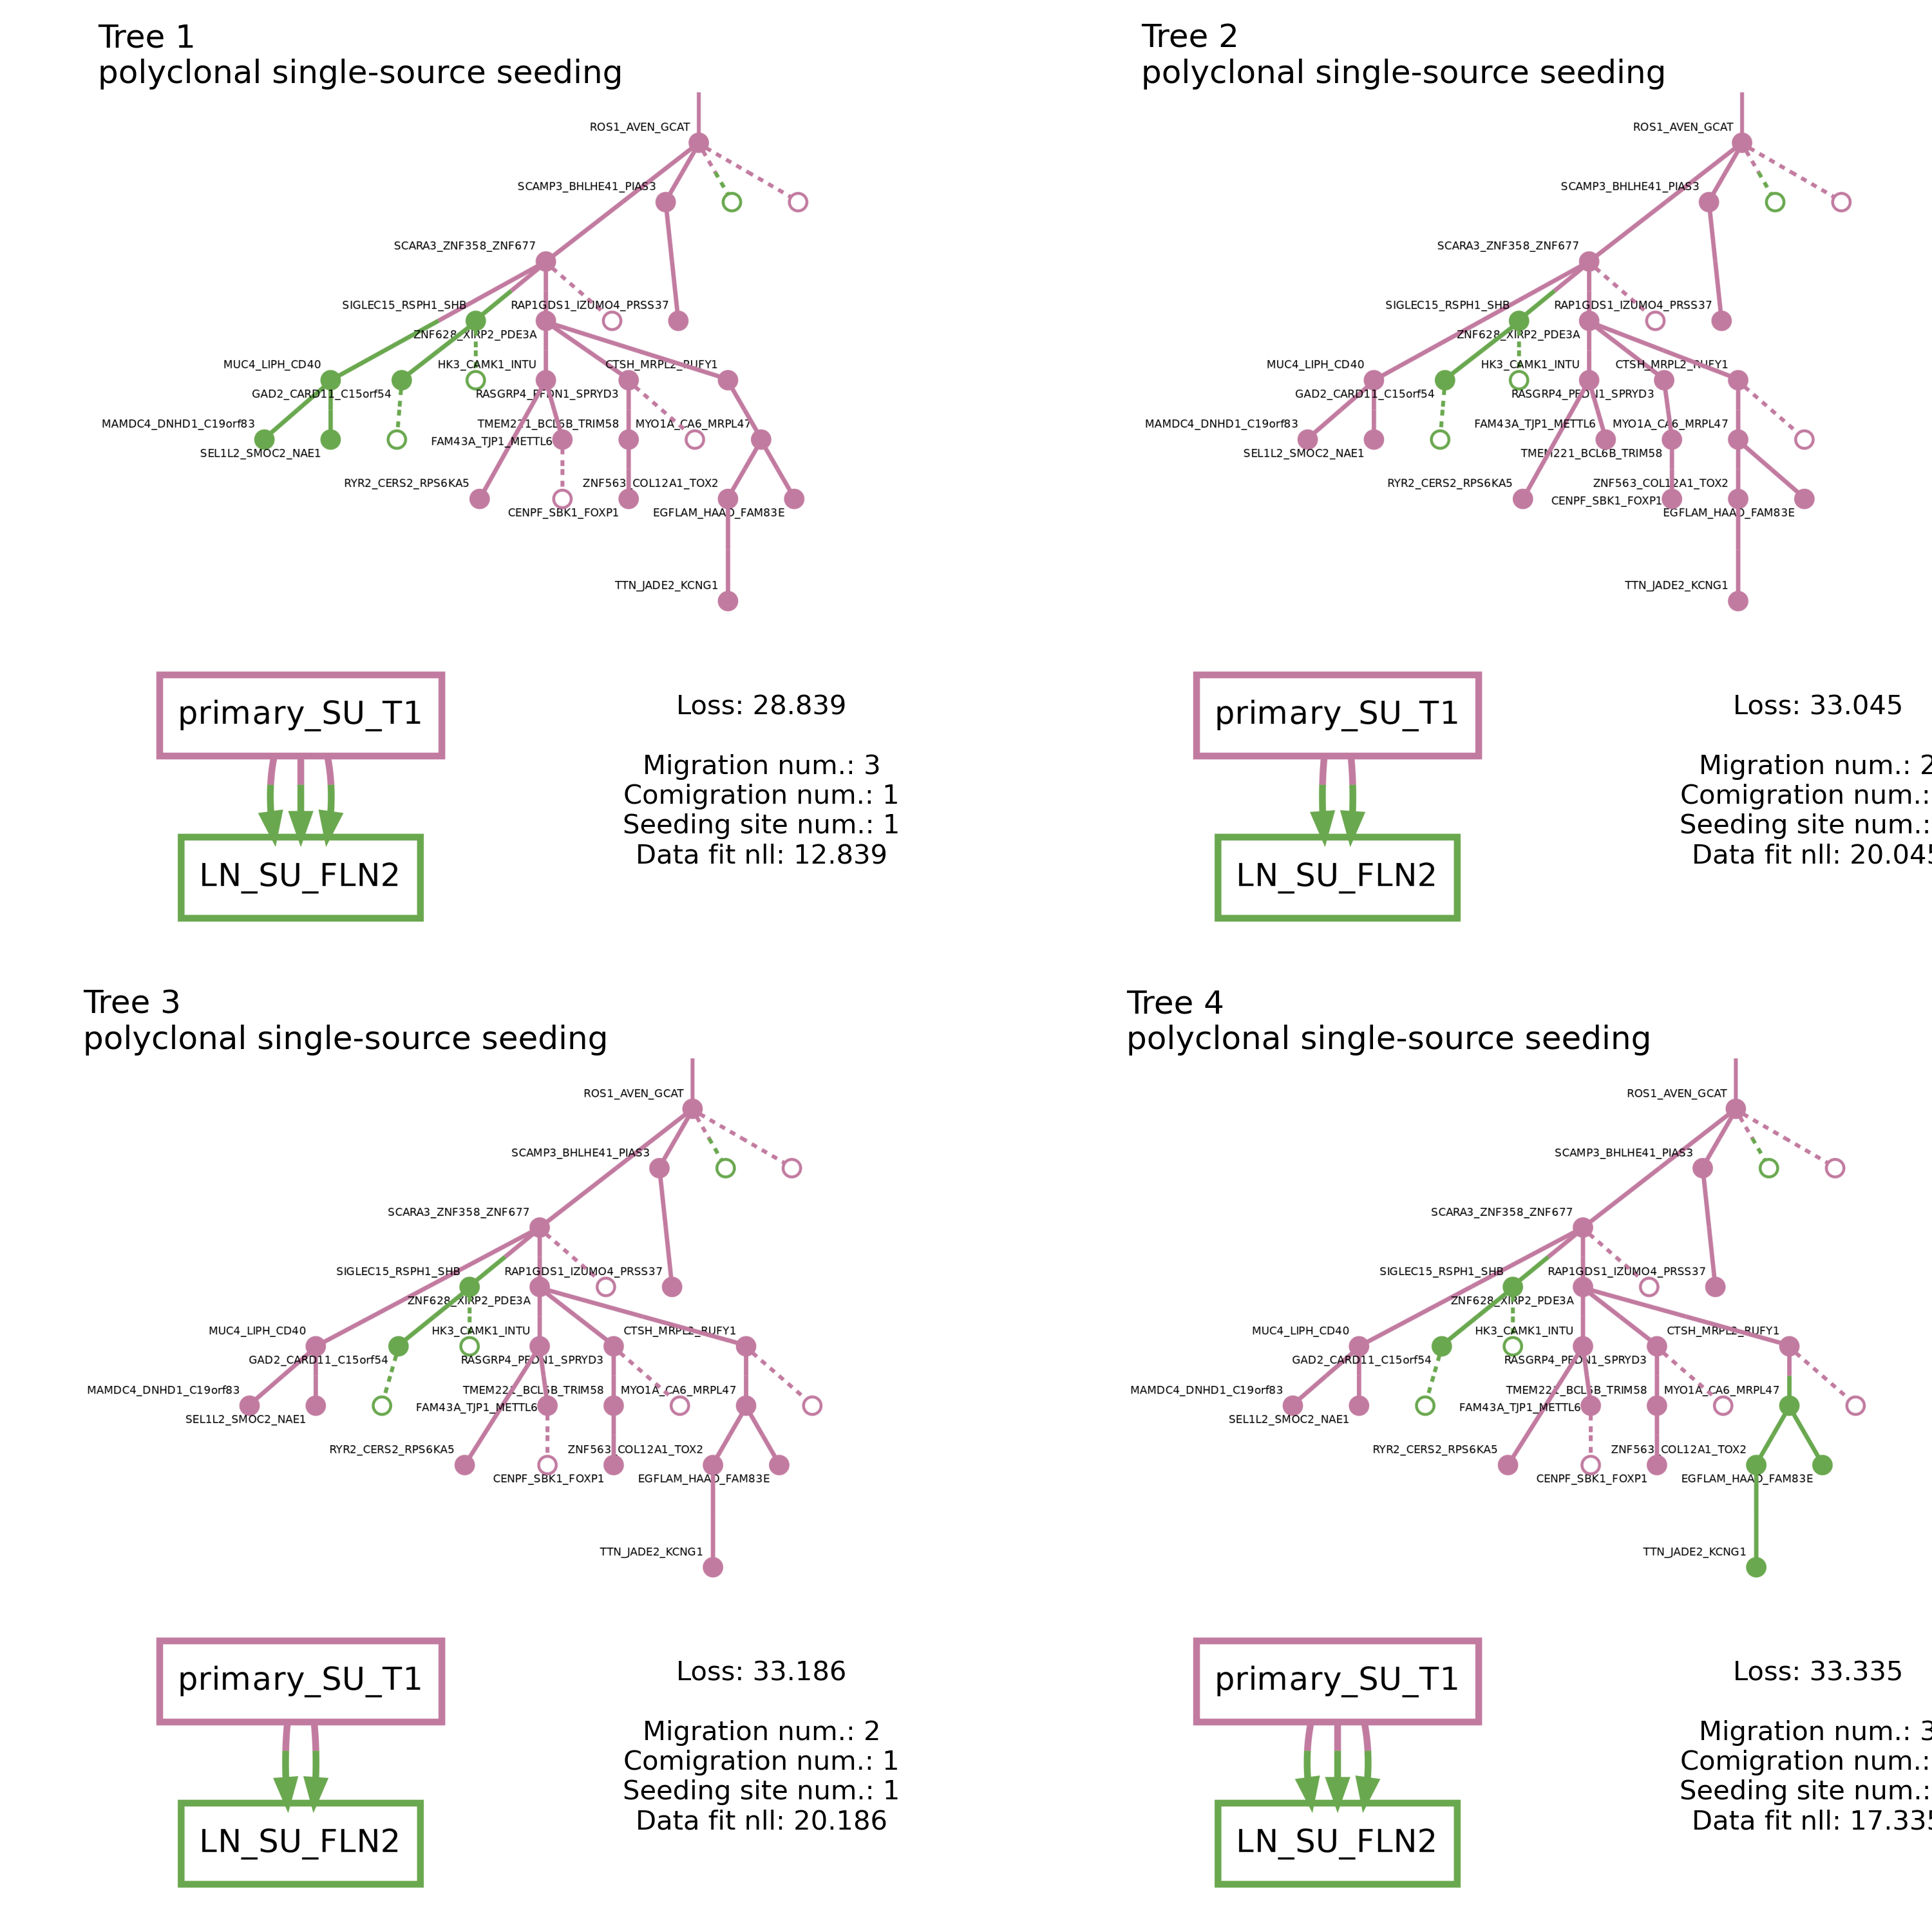 Tree 1
polyclonal single-source seeding
ROS1_AVEN_GCAT
SCAMP3_BHLHE41_PIAS3
SCARA3_ZNF358_ZNF677
SIGLEC15_RSPH1_SHB
RAP1GDS1_IZUMO4_PRSS37
ZNF628_XIRP2_PDE3A
MUC4_LIPH_CD40
HK3_CAMK1_INTU
CTSH_MRPL2_RUFY1
GAD2_CARD11_C15orf54
RASGRP4_PFDN1_SPRYD3
MAMDC4_DNHD1_C19orf83
TMEM221_BCL6B_TRIM58
MYO1A_CA6_MRPL47
FAM43A_TJP1_METTL6
SEL1L2_SMOC2_NAE1
RYR2_CERS2_RPS6KA5
ZNF563_COL12A1_TOX2
CENPF_SBK1_FOXP1
EGFLAM_HAAO_FAM83E
TTN_JADE2_KCNG1
primary_SU_T1
LN_SU_FLN2
Loss: 28.839
Migration num.: 3
Comigration num.: 1
Seeding site num.: 1
Data fit nll: 12.839
Tree 2
polyclonal single-source seeding
ROS1_AVEN_GCAT
SCAMP3_BHLHE41_PIAS3
SCARA3_ZNF358_ZNF677
SIGLEC15_RSPH1_SHB
RAP1GDS1_IZUMO4_PRSS37
ZNF628_XIRP2_PDE3A
MUC4_LIPH_CD40
HK3_CAMK1_INTU
CTSH_MRPL2_RUFY1
GAD2_CARD11_C15orf54
RASGRP4_PFDN1_SPRYD3
MAMDC4_DNHD1_C19orf83
FAM43A_TJP1_METTL6
MYO1A_CA6_MRPL47
SEL1L2_SMOC2_NAE1
TMEM221_BCL6B_TRIM58
RYR2_CERS2_RPS6KA5
ZNF563_COL12A1_TOX2
CENPF_SBK1_FOXP1
EGFLAM_HAAO_FAM83E
TTN_JADE2_KCNG1
primary_SU_T1
LN_SU_FLN2
Loss: 33.045
Migration num.: 2
Comigration num.:
Seeding site num.:
Data fit nll: 20.045
Tree 3
polyclonal single-source seeding
ROS1_AVEN_GCAT
SCAMP3_BHLHE41_PIAS3
SCARA3_ZNF358_ZNF677
SIGLEC15_RSPH1_SHB
RAP1GDS1_IZUMO4_PRSS37
ZNF628_XIRP2_PDE3A
MUC4_LIPH_CD40
HK3_CAMK1_INTU
CTSH_MRPL2_RUFY1
GAD2_CARD11_C15orf54
RASGRP4_PFDN1_SPRYD3
MAMDC4_DNHD1_C19orf83
TMEM221_BCL6B_TRIM58
MYO1A_CA6_MRPL47
FAM43A_TJP1_METTL6
SEL1L2_SMOC2_NAE1
RYR2_CERS2_RPS6KA5
ZNF563_COL12A1_TOX2
CENPF_SBK1_FOXP1
EGFLAM_HAAO_FAM83E
TTN_JADE2_KCNG1
primary_SU_T1
LN_SU_FLN2
Loss: 33.186
Migration num.: 2
Comigration num.: 1
Seeding site num.: 1
Data fit nll: 20.186
Tree 4
polyclonal single-source seeding
ROS1_AVEN_GCAT
SCAMP3_BHLHE41_PIAS3
SCARA3_ZNF358_ZNF677
SIGLEC15_RSPH1_SHB
RAP1GDS1_IZUMO4_PRSS37
ZNF628_XIRP2_PDE3A
MUC4_LIPH_CD40
HK3_CAMK1_INTU
CTSH_MRPL2_RUFY1
GAD2_CARD11_C15orf54
RASGRP4_PFDN1_SPRYD3
MAMDC4_DNHD1_C19orf83
TMEM221_BCL6B_TRIM58
MYO1A_CA6_MRPL47
FAM43A_TJP1_METTL6
SEL1L2_SMOC2_NAE1
RYR2_CERS2_RPS6KA5
ZNF563_COL12A1_TOX2
CENPF_SBK1_FOXP1
EGFLAM_HAAO_FAM83E
TTN_JADE2_KCNG1
primary_SU_T1
LN_SU_FLN2
Loss: 33.335
Migration num.: 3
Comigration num.:
Seeding site num.:
Data fit nll: 17.335